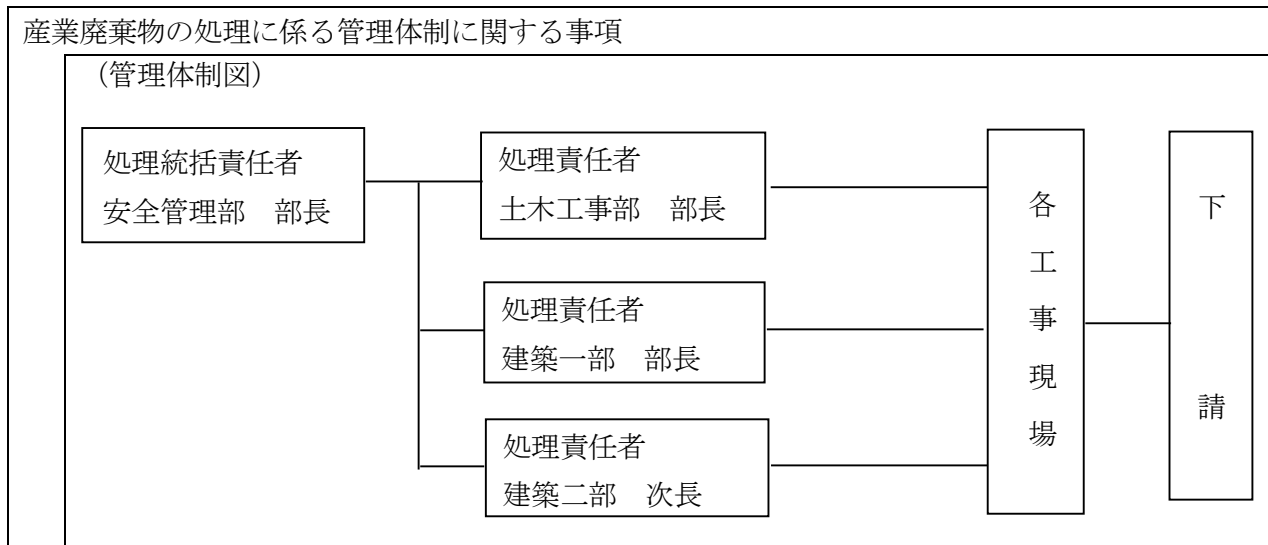 産業廃棄物の処理に係る管理体制に関する事項
（管理体制図）
処理統括責任者
安全管理部　部長
処理責任者
土木工事部　部長
処理責任者
建築一部　部長
処理責任者
建築二部　次長
各工事現場
下請